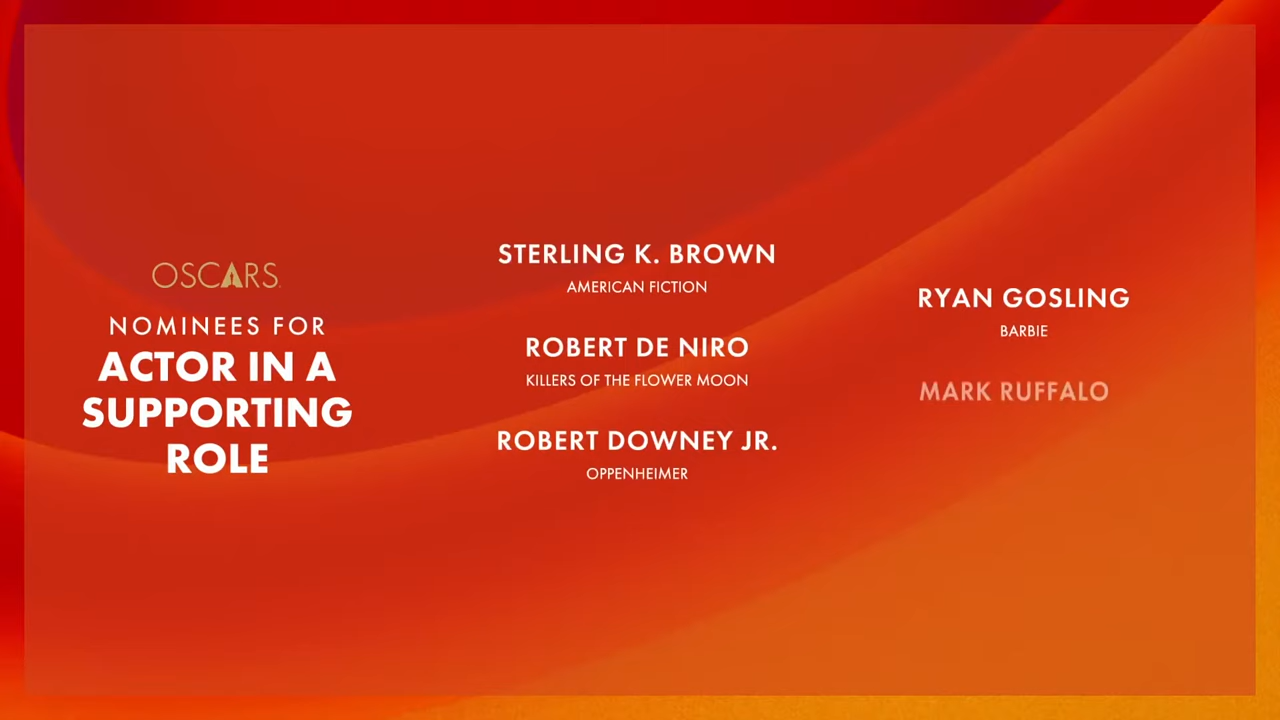 OSCARS
NOMINEES FOR
ACTOR IN A
SUPPORTING
ROLE
STERLING K. BROWN
AMERICAN FICTION
ROBERT DE NIRO
KILLERS OF THE FLOWER MOON
ROBERT DOWNEY JR.
OPPENHEIMER
RYAN GOSLING
BARBIE
MARK RUFFALO